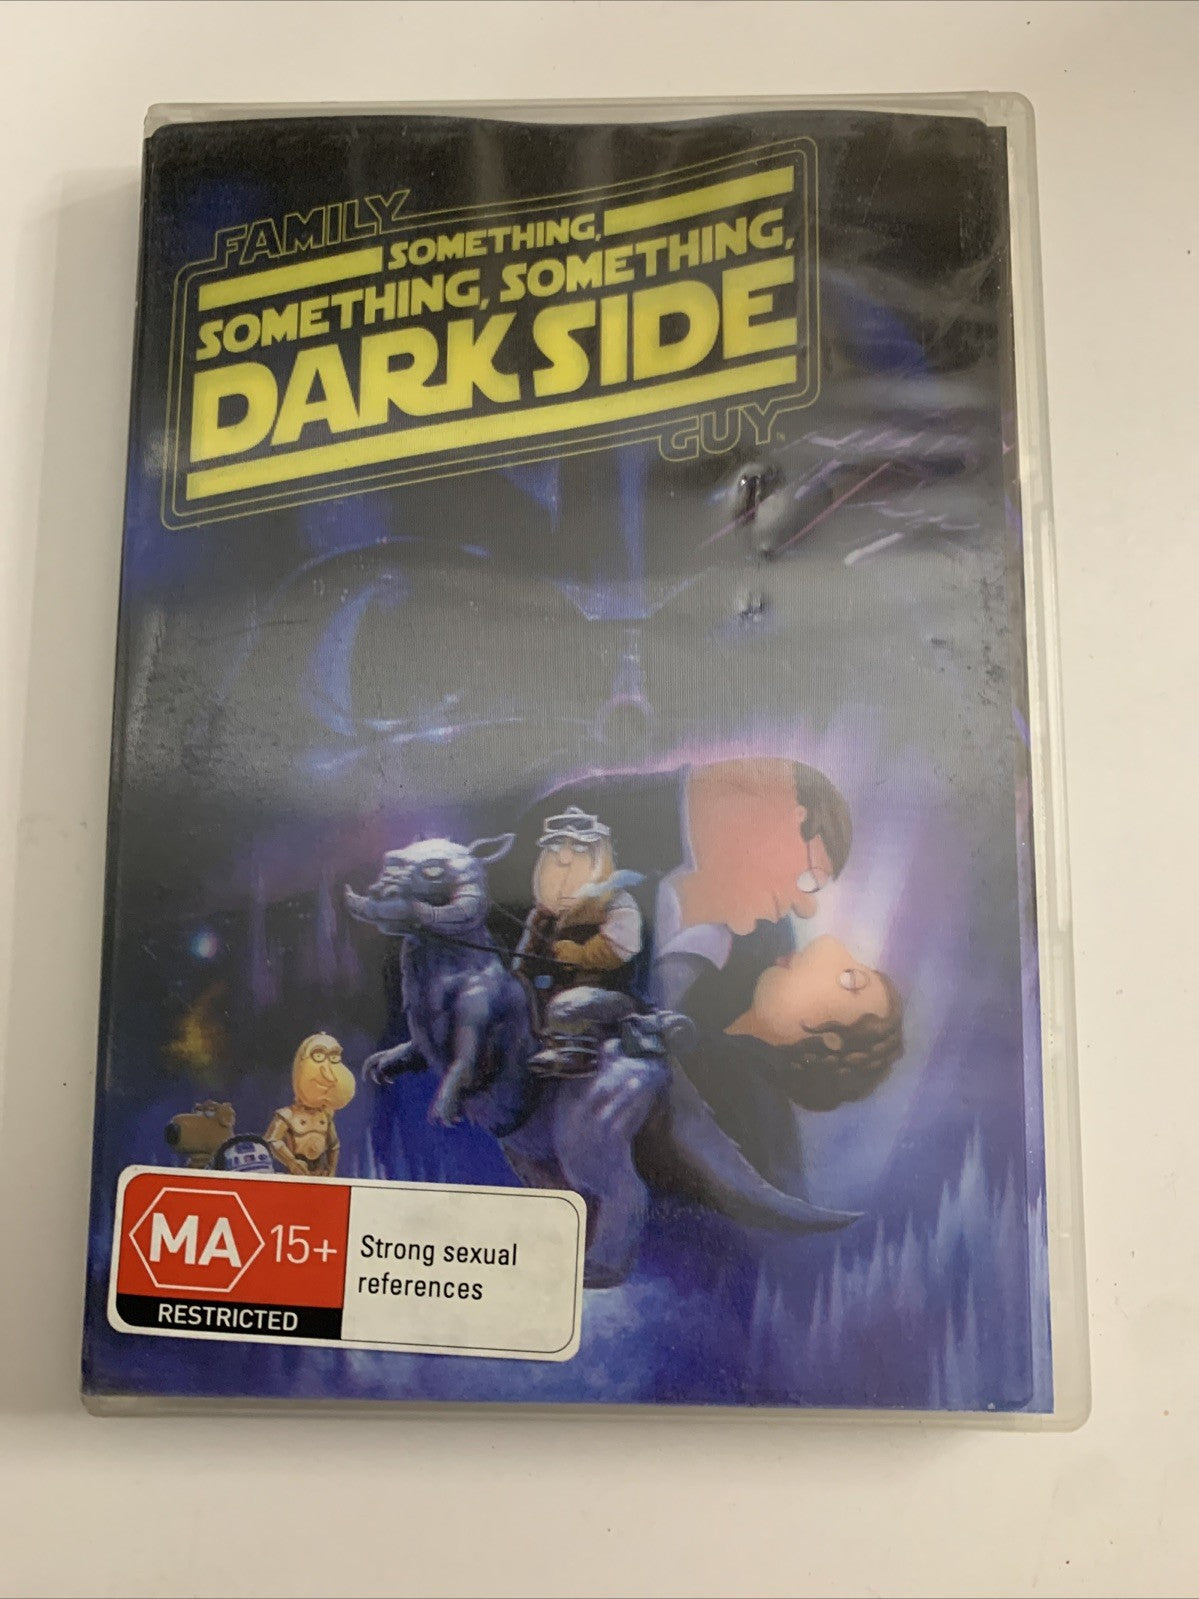 FAMILY
SOMETHING,
SOMETHING, SOMETHING,
DARK SIDE
GUY
MA 15+
RESTRICTED
Strong sexual
references